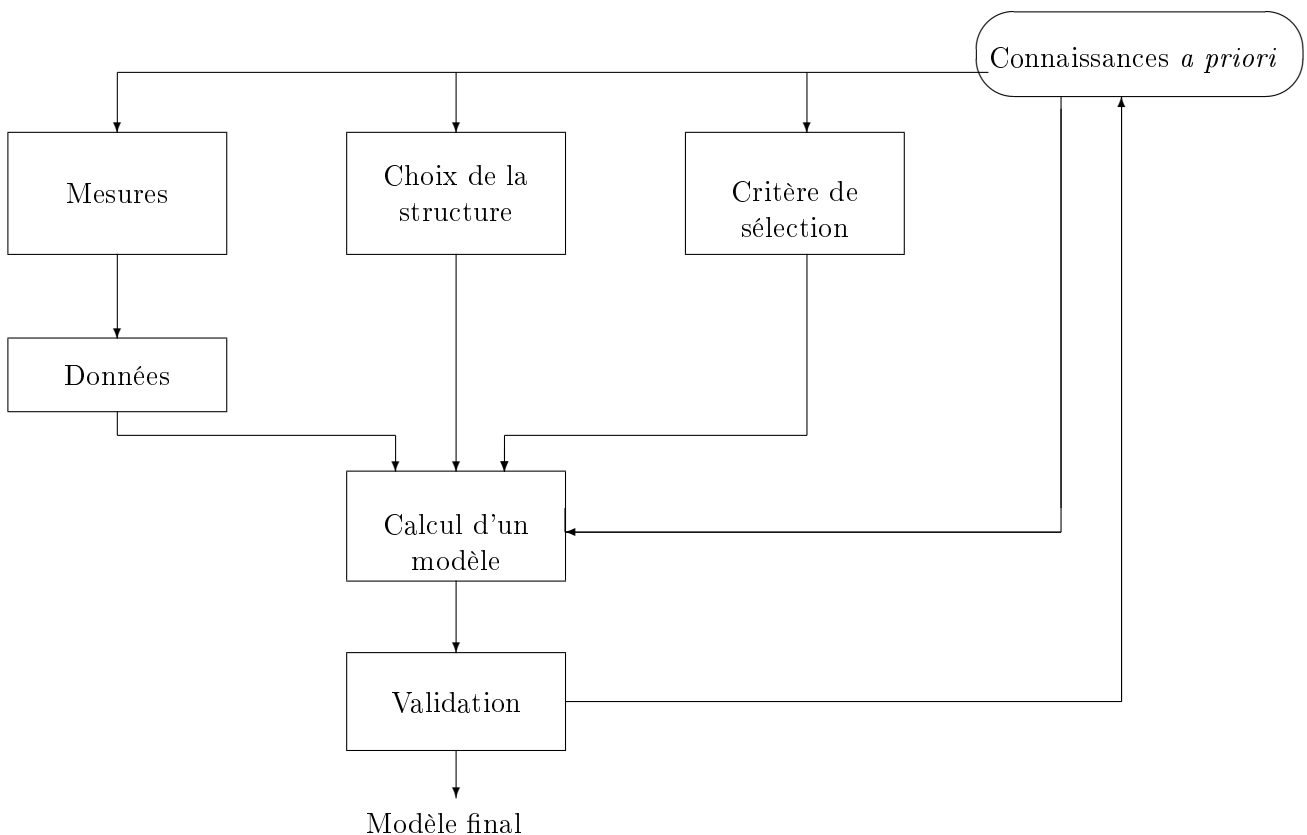 Connaissances a priori
Mesures
Choix de la
structure
Critère de
sélection
Données
Calcul d'un
modèle
Validation
Modèle final